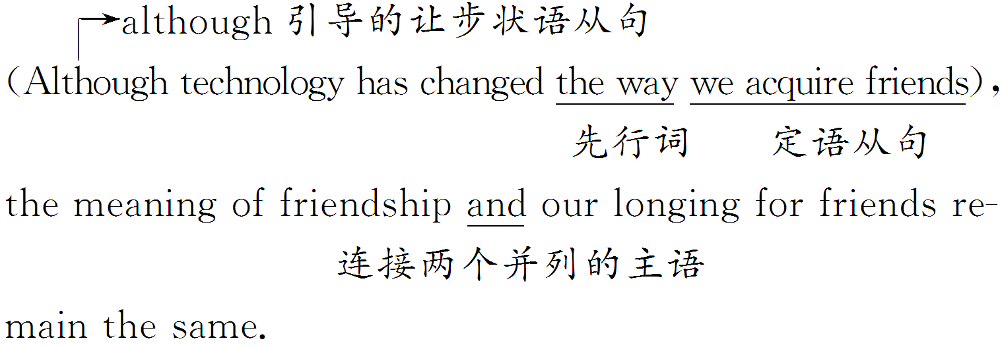 although 引导的让步状语从句
(Although technology has changed the way we acquire friends),
先行词 定语从句
the meaning of friendship and our longing for friends re-
连接两个并列的主语
main the same.